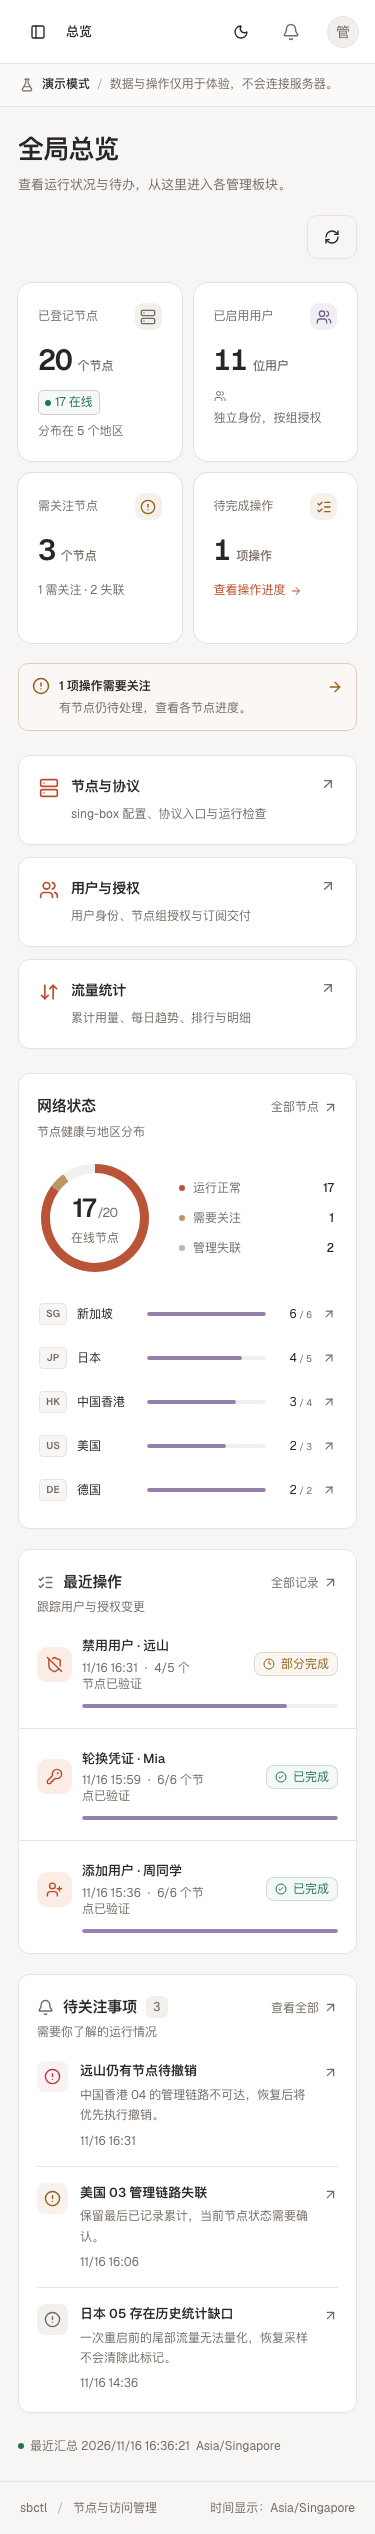 总览
管
演示模式 / 数据与操作仅用于体验，不会连接服务器。
全局总览
查看运行状况与待办，从这里进入各管理板块。
已登记节点
20 个节点
17 在线
分布在 5 个地区
已启用用户
11 位用户
独立身份，按组授权
需关注节点
3 个节点
1 需关注 · 2 失联
待完成操作
1 项操作
查看操作进度
1 项操作需要关注
有节点仍待处理，查看各节点进度。
节点与协议
sing-box 配置、协议入口与运行检查
用户与授权
用户身份、节点组授权与订阅交付
流量统计
累计用量、每日趋势、排行与明细
网络状态
全部节点
节点健康与地区分布
17/20
在线节点
运行正常 17
需要关注 1
管理失联 2
SG 新加坡 6 / 6
JP 日本 4 / 5
HK 中国香港 3 / 4
US 美国 2 / 3
DE 德国 2 / 2
最近操作
全部记录
跟踪用户与授权变更
禁用用户 · 远山
11/16 16:31 · 4/5 个
节点已验证
部分完成
轮换凭证 · Mia
11/16 15:59 · 6/6 个节
点已验证
已完成
添加用户 · 周同学
11/16 15:36 · 6/6 个节
点已验证
已完成
待关注事项 3
查看全部
需要你了解的运行情况
远山仍有节点待撤销
中国香港 04 的管理链路不可达，恢复后将
优先执行撤销。
11/16 16:31
美国 03 管理链路失联
保留最后已记录累计，当前节点状态需要确
认。
11/16 16:06
日本 05 存在历史统计缺口
一次重启前的尾部流量无法量化，恢复采样
不会清除此标记。
11/16 14:36
最近汇总 2026/11/16 16:36:21 Asia/Singapore
sbctl / 节点与访问管理
时间显示：Asia/Singapore